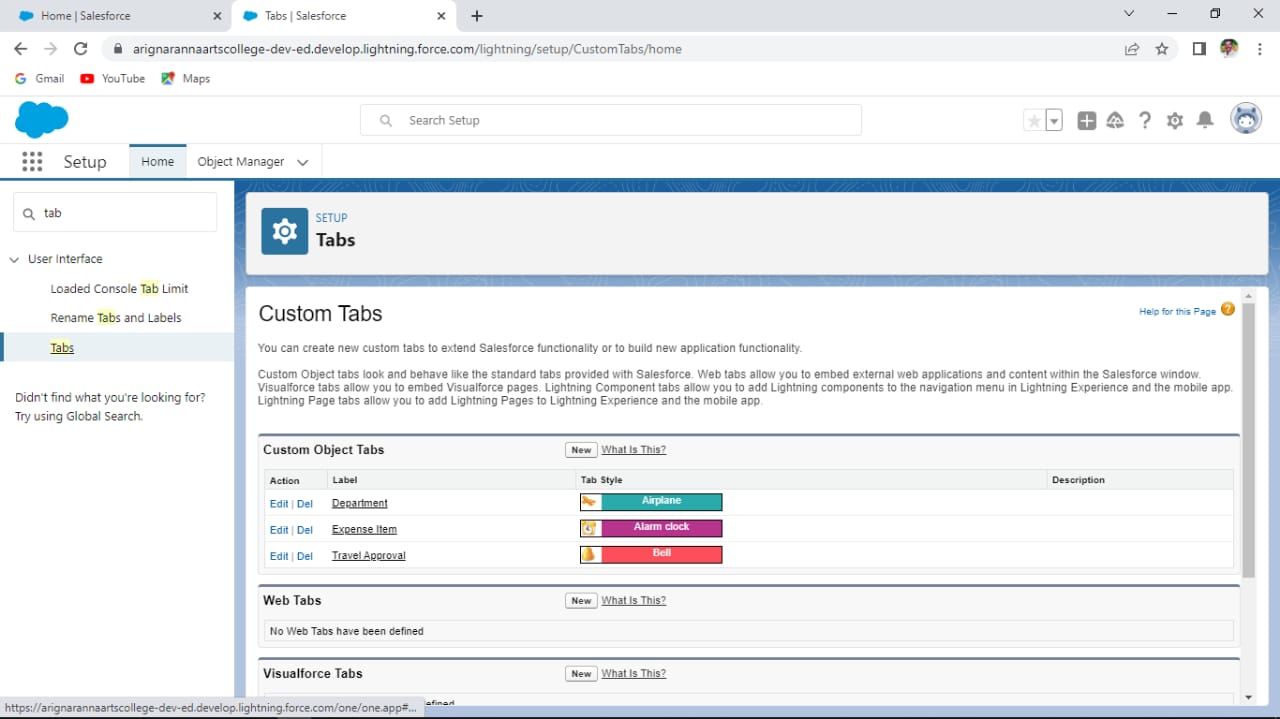 Home | Salesforce
Tabs | Salesforce
arignarannaartscollege-dev-ed.develop.lightning.force.com/lightning/setup/CustomTabs/home
Gmail YouTube Maps
Search Setup
Setup Home Object Manager
tab
User Interface
Loaded Console Tab Limit
Rename Tabs and Labels
Tabs
Didn't find what you're looking for?
Try using Global Search.
SETUP
Tabs
Custom Tabs
Help for this Page ?
You can create new custom tabs to extend Salesforce functionality or to build new application functionality.
Custom Object tabs look and behave like the standard tabs provided with Salesforce. Web tabs allow you to embed external web applications and content within the Salesforce window.
Visualforce tabs allow you to embed Visualforce pages. Lightning Component tabs allow you to add Lightning components to the navigation menu in Lightning Experience and the mobile app.
Lightning Page tabs allow you to add Lightning Pages to Lightning Experience and the mobile app.
Custom Object Tabs New What Is This?
Action Label Tab Style Description
Edit | Del Department Airplane
Edit | Del Expense Item Alarm clock
Edit | Del Travel Approval Bell
Web Tabs New What Is This?
No Web Tabs have been defined
Visualforce Tabs New What Is This?
efined
https://arignarannaartscollege-dev-ed.develop.lightning.force.com/one/one.app#...